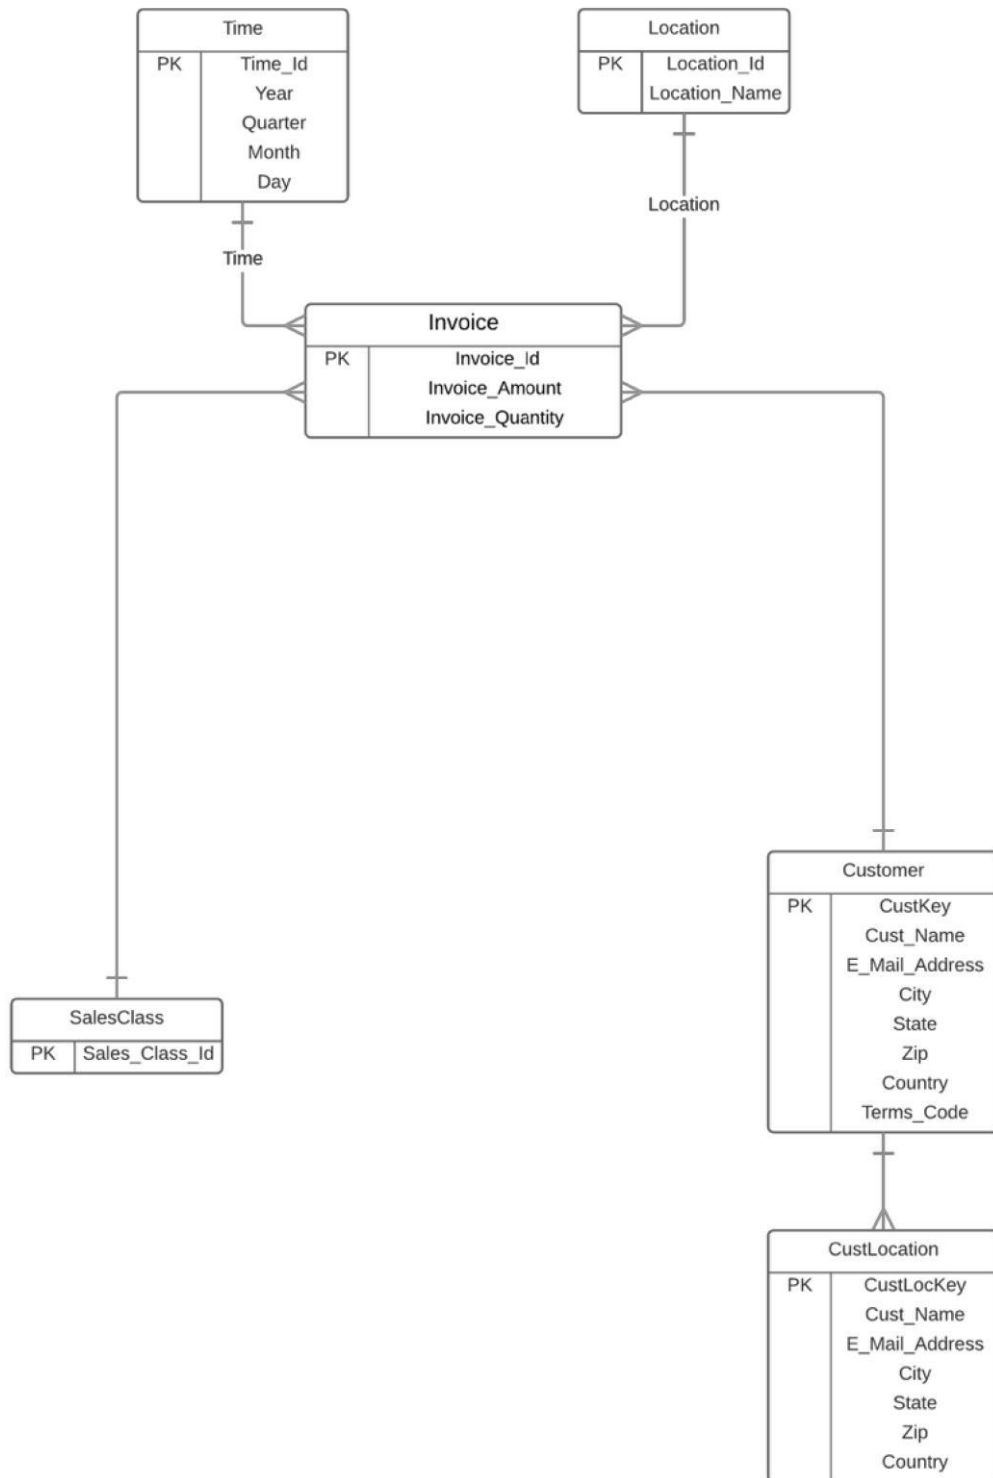 Time
PK Time_Id
Year
Quarter
Month
Day
Location
PK Location_Id
Location_Name
Time
Location
Invoice
PK Invoice_Id
Invoice_Amount
Invoice_Quantity
Customer
PK CustKey
Cust_Name
E_Mail_Address
City
State
Zip
Country
Terms_Code
SalesClass
PK Sales_Class_Id
CustLocation
PK CustLocKey
Cust_Name
E_Mail_Address
City
State
Zip
Country